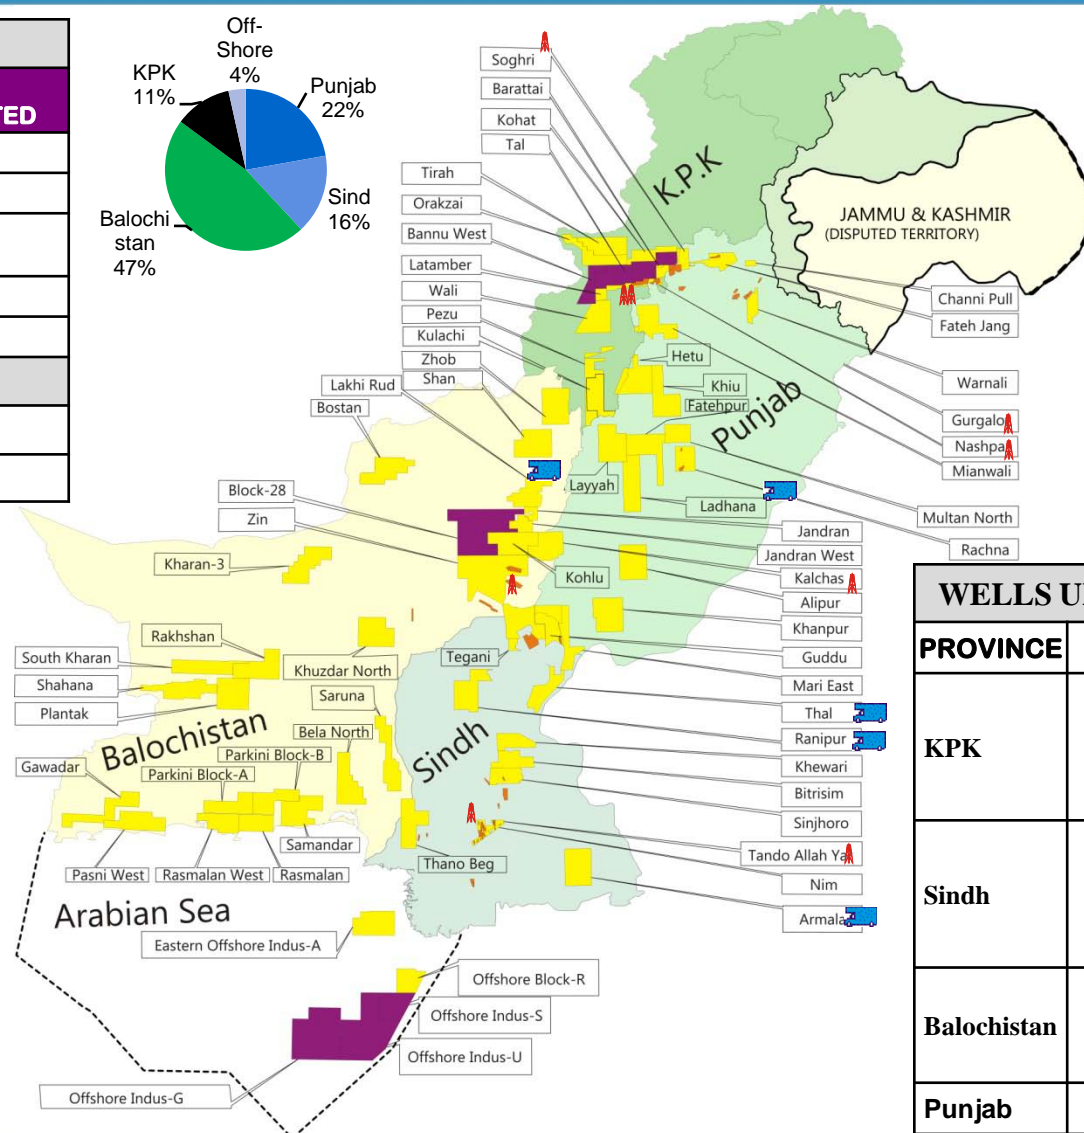 TED
Off-
Shore
4%
KPK
11%
Punjab
22%
Sind
16%
Balochi
stan
47%
Soghri
Barattai
Kohat
Tal
Tirah
Orakzai
Bannu West
Latamber
Wali
Pezu
Kulachi
Zhob
Shan
Lakhi Rud
Bostan
Block-28
Zin
Kharan-3
Rakhshan
South Kharan
Shahana
Plantak
Khuzdar North
Saruna
Bela North
Parkini Block-B
Parkini Block-A
Gawadar
Pasni West
Rasmalan West
Rasmalan
Samandar
K.P.K
JAMMU & KASHMIR
(DISPUTED TERRITORY)
Punjab
Balochistan
Sindh
Arabian Sea
Channi Pull
Fateh Jang
Warnali
Gurgalo
Nashpa
Mianwali
Multan North
Rachna
Hetu
Khiu
Fatehpur
Layyah
Ladhana
Jandran
Jandran West
Kalchas
Alipur
Khanpur
Guddu
Mari East
Thal
Ranipur
Khewari
Bitrisim
Sinjhoro
Tando Allah Ya
Nim
Armala
Kohlu
Tegani
Thano Beg
Eastern Offshore Indus-A
Offshore Block-R
Offshore Indus-S
Offshore Indus-U
Offshore Indus-G
WELLS U
PROVINCE
KPK
Sindh
Balochistan
Punjab